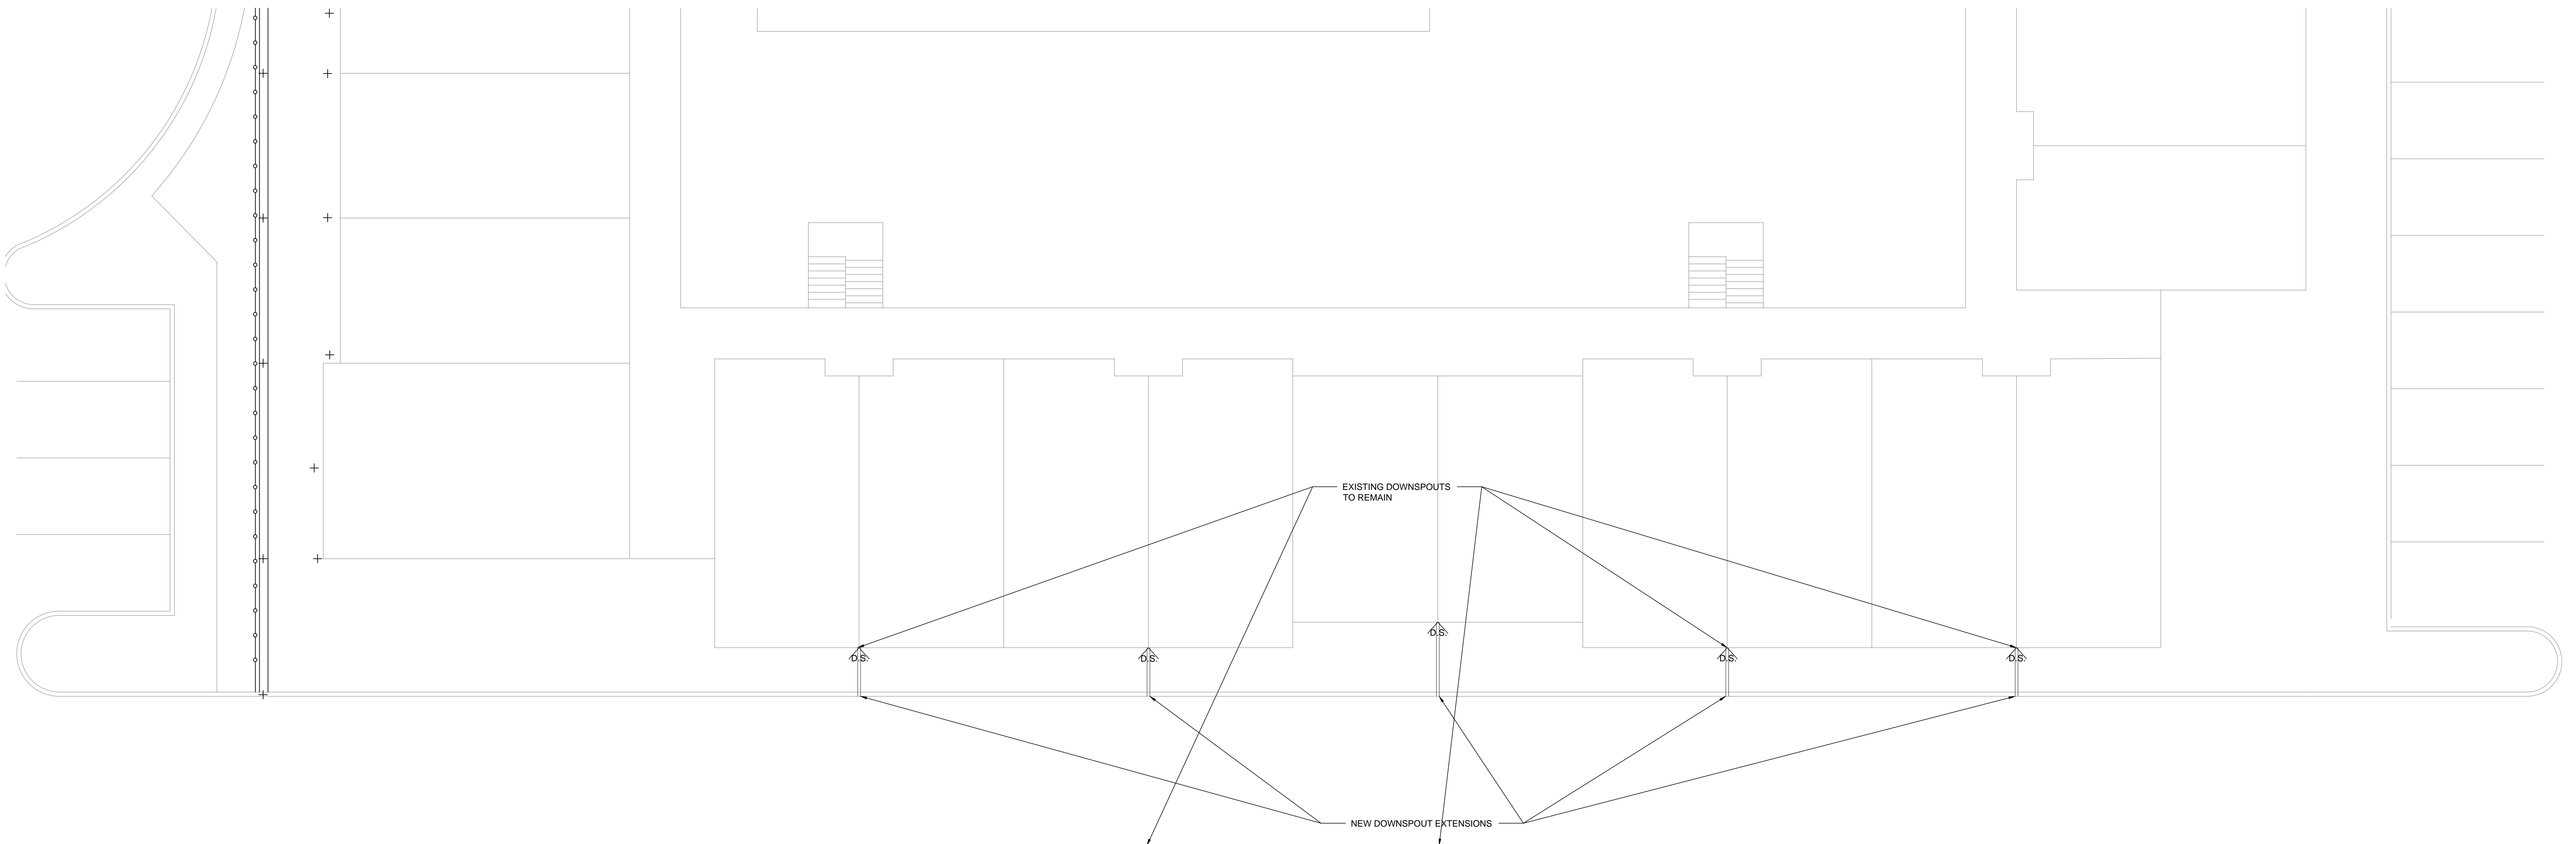 EXISTING DOWNSPOUTS
TO REMAIN
D.S.
D.S.
D.S.
D.S.
D.S.
NEW DOWNSPOUT EXTENSIONS